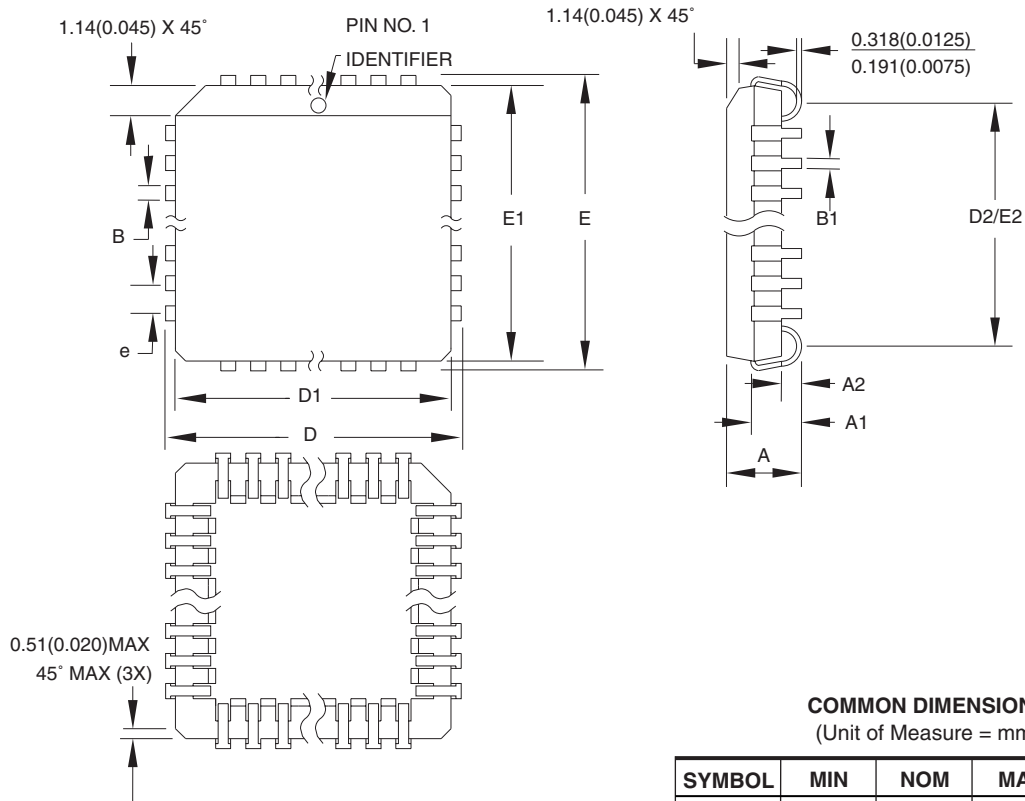 1.14(0.045) X 45˚
PIN NO. 1
IDENTIFIER
1.14(0.045) X 45˚
0.318(0.0125)
0.191(0.0075)
B
e
E1
E
B1
D2/E2
D1
D
A2
A1
A
0.51(0.020)MAX
45˚ MAX (3X)
COMMON DIMENSION
(Unit of Measure = mm
SYMBOL MIN NOM MA